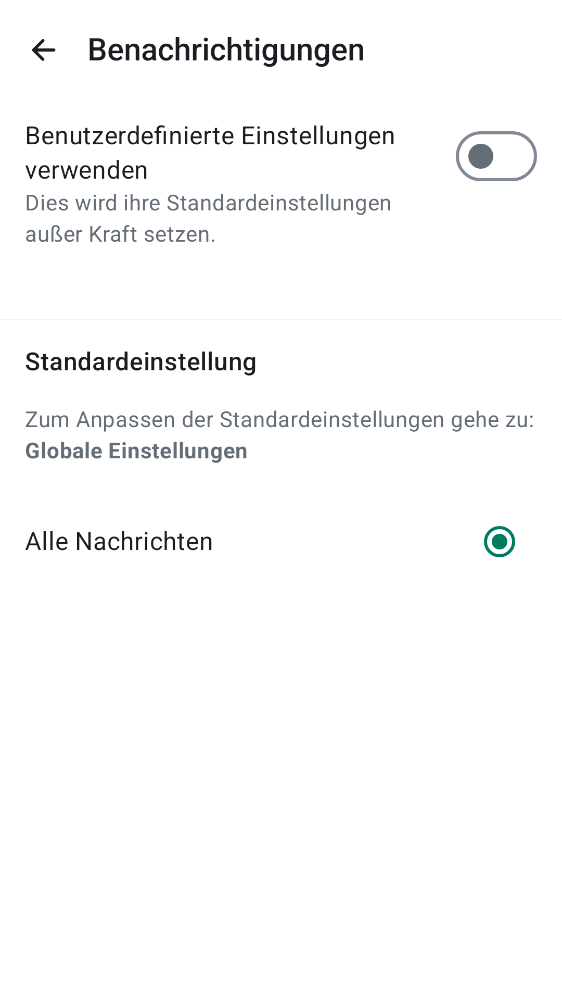 Benachrichtigungen
Benutzerdefinierte Einstellungen
verwenden
Dies wird ihre Standardeinstellungen
außer Kraft setzen.
Standardeinstellung
Zum Anpassen der Standardeinstellungen gehe zu:
Globale Einstellungen
Alle Nachrichten